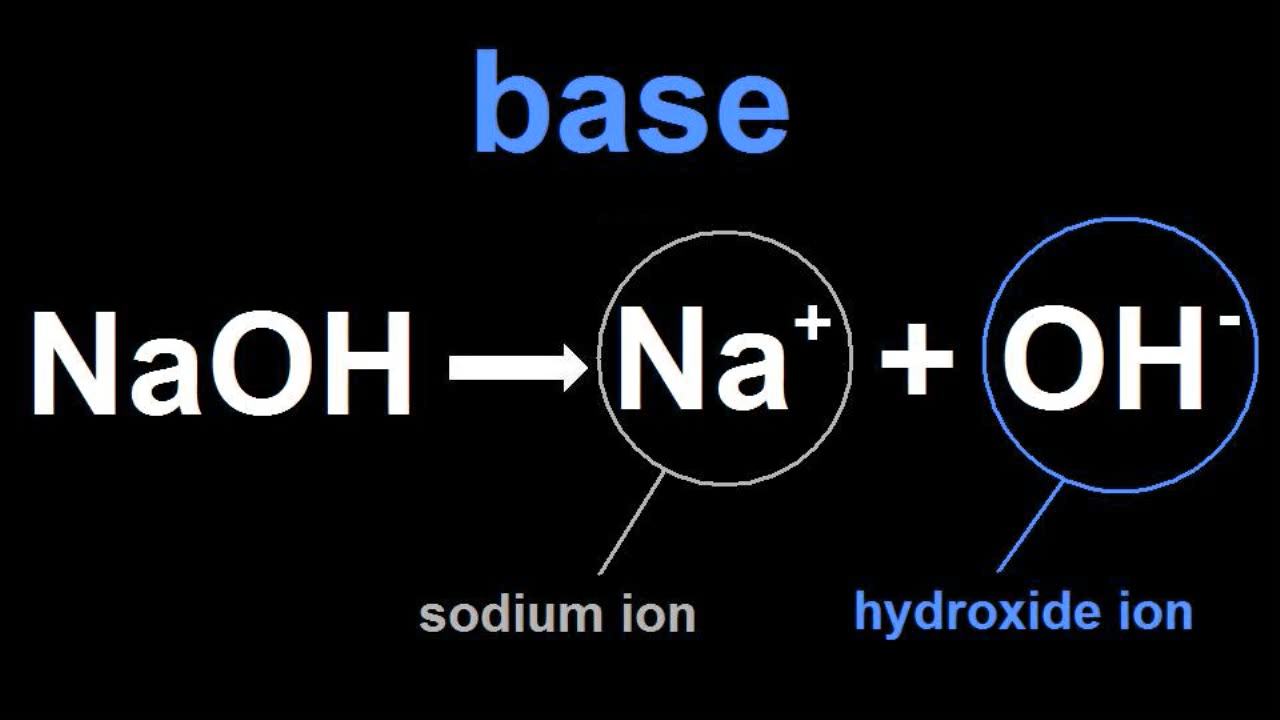 base
NaOH → Na⁺ + OH⁻
sodium ion hydroxide ion